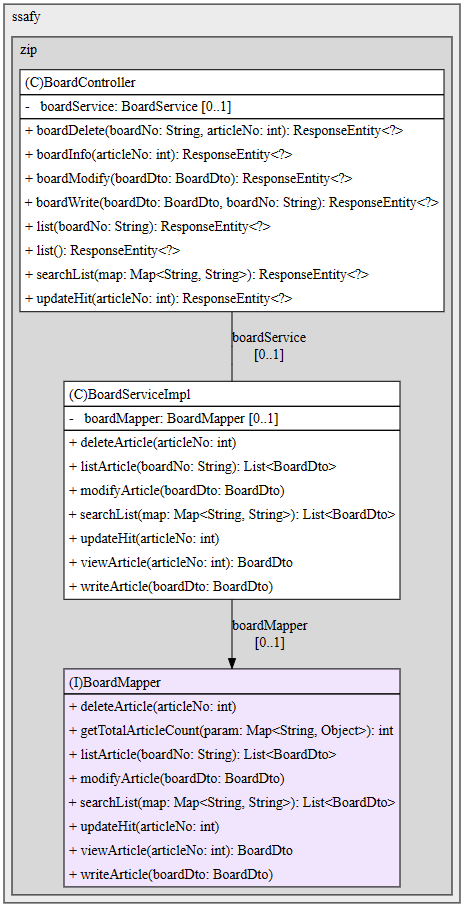 ssafy
zip
(C)BoardController
- boardService: BoardService [0..1]
+ boardDelete(boardNo: String, articleNo: int): ResponseEntity<?>
+ boardInfo(articleNo: int): ResponseEntity<?>
+ boardModify(boardDto: BoardDto): ResponseEntity<?>
+ boardWrite(boardDto: BoardDto, boardNo: String): ResponseEntity<?>
+ list(boardNo: String): ResponseEntity<?>
+ list(): ResponseEntity<?>
+ searchList(map: Map<String, String>): ResponseEntity<?>
+ updateHit(articleNo: int): ResponseEntity<?>
boardService
[0..1]
(C)BoardServiceImpl
- boardMapper: BoardMapper [0..1]
+ deleteArticle(articleNo: int)
+ listArticle(boardNo: String): List<BoardDto>
+ modifyArticle(boardDto: BoardDto)
+ searchList(map: Map<String, String>): List<BoardDto>
+ updateHit(articleNo: int)
+ viewArticle(articleNo: int): BoardDto
+ writeArticle(boardDto: BoardDto)
boardMapper
[0..1]
(I)BoardMapper
+ deleteArticle(articleNo: int)
+ getTotalArticleCount(param: Map<String, Object>): int
+ listArticle(boardNo: String): List<BoardDto>
+ modifyArticle(boardDto: BoardDto)
+ searchList(map: Map<String, String>): List<BoardDto>
+ updateHit(articleNo: int)
+ viewArticle(articleNo: int): BoardDto
+ writeArticle(boardDto: BoardDto)